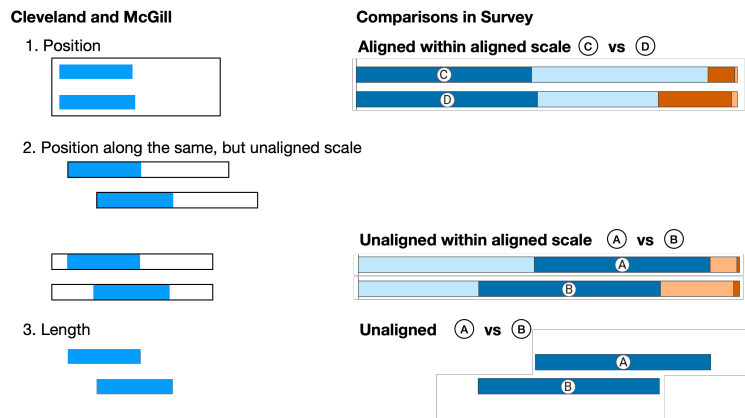 Cleveland and McGill
Comparisons in Survey
1. Position
Aligned within aligned scale C vs D
C
D
2. Position along the same, but unaligned scale
Unaligned within aligned scale A vs B
A
B
3. Length
Unaligned A vs B
A
B